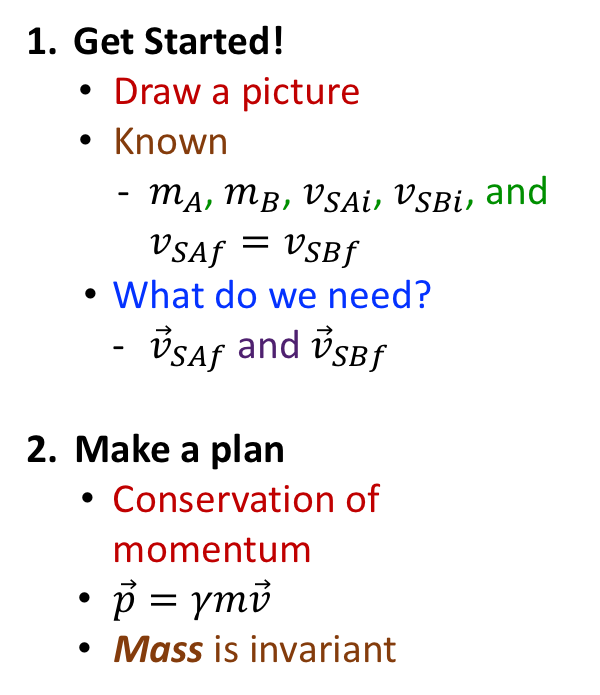 1. Get Started!
• Draw a picture
• Known
- m_A, m_B, v_{SAi}, v_{SBi}, and
v_{SAf} = v_{SBf}
• What do we need?
- \vec{v}_{SAf} and \vec{v}_{SBf}
2. Make a plan
• Conservation of
momentum
• \vec{p} = γm\vec{v}
• Mass is invariant